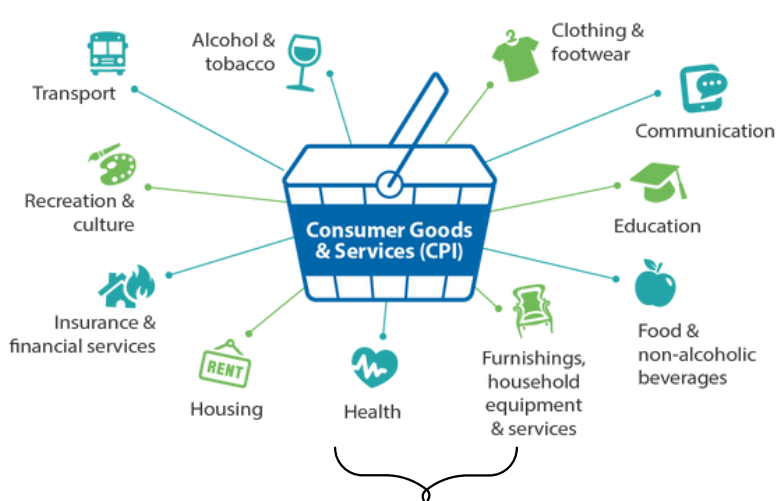 Alcohol &
tobacco
Clothing &
footwear
Transport
Communication
Recreation &
culture
Consumer Goods
& Services (CPI)
Education
Insurance &
financial services
Food &
non-alcoholic
beverages
RENT
Housing
Health
Furnishings,
household
equipment
& services
2